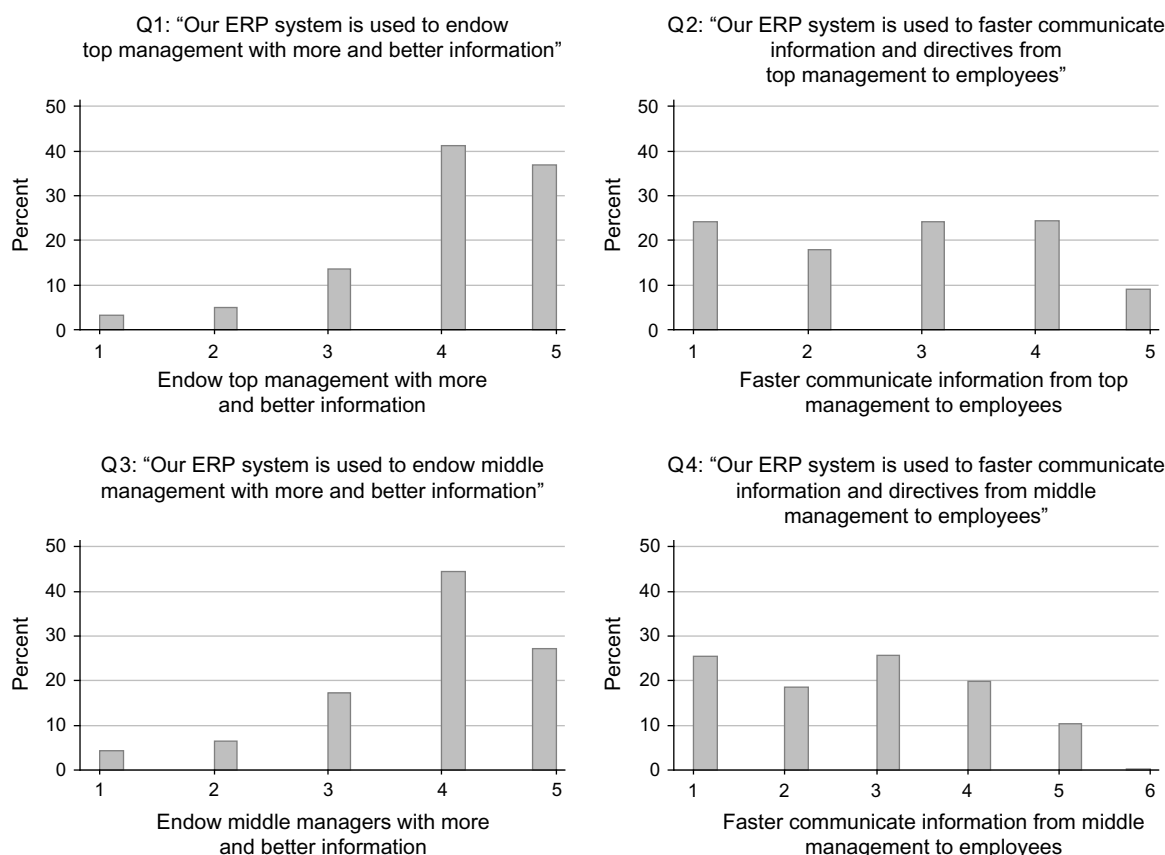 Q1: “Our ERP system is used to endow
top management with more and better information”
50
40
30
20
10
0
Percent
1 2 3 4 5
Endow top management with more
and better information
Q2: “Our ERP system is used to faster communicate
information and directives from
top management to employees”
50
40
30
20
10
0
Percent
1 2 3 4 5
Faster communicate information from top
management to employees
Q3: “Our ERP system is used to endow middle
management with more and better information”
50
40
30
20
10
0
Percent
1 2 3 4 5
Endow middle managers with more
and better information
Q4: “Our ERP system is used to faster communicate
information and directives from middle
management to employees”
50
40
30
20
10
0
Percent
1 2 3 4 5 6
Faster communicate information from middle
management to employees